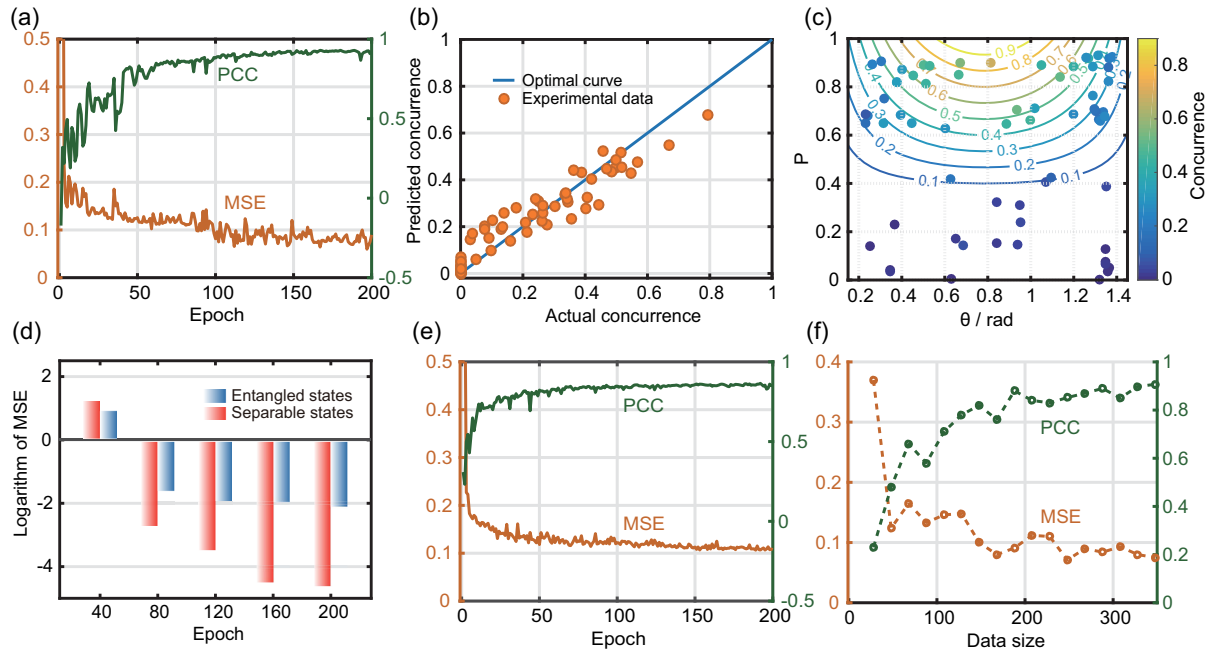 (a)
0.5
0.4
0.3
0.2
0.1
0
1
0.5
0
-0.5
PCC
MSE
0 50 100 150 200
Epoch
(b)
1
0.8
0.6
0.4
0.2
0
Predicted concurrence
Optimal curve
Experimental data
0 0.2 0.4 0.6 0.8 1
Actual concurrence
(c)
1
0.8
0.6
0.4
0.2
0
P
0.9
0.8
0.7
0.6
0.5
0.4
0.3
0.2
0.1
0.1
0.2 0.4 0.6 0.8 1 1.2 1.4
θ / rad
0.8
0.6
0.4
0.2
0
Concurrence
(d)
2
0
-2
-4
Logarithm of MSE
Entangled states
Separable states
40 80 120 160 200
Epoch
(e)
0.5
0.4
0.3
0.2
0.1
0
1
0.5
0
-0.5
PCC
MSE
0 50 100 150 200
Epoch
(f)
0.4
0.3
0.2
0.1
0
1
0.8
0.6
0.4
0.2
0
PCC
MSE
0 100 200 300
Data size